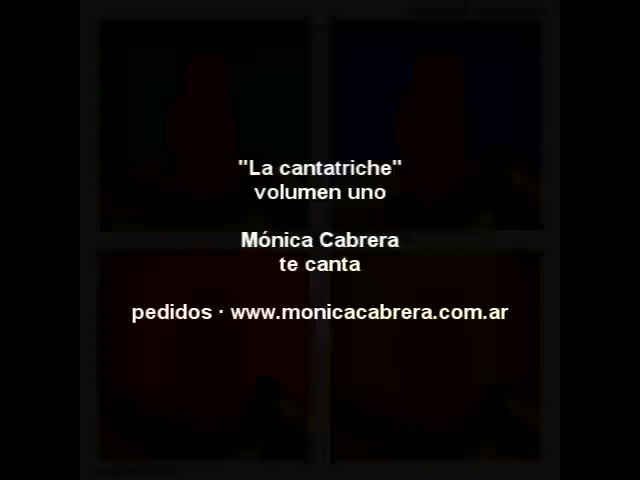 "La cantatriche"
volumen uno
Mónica Cabrera
te canta
pedidos · www.monicacabrera.com.ar